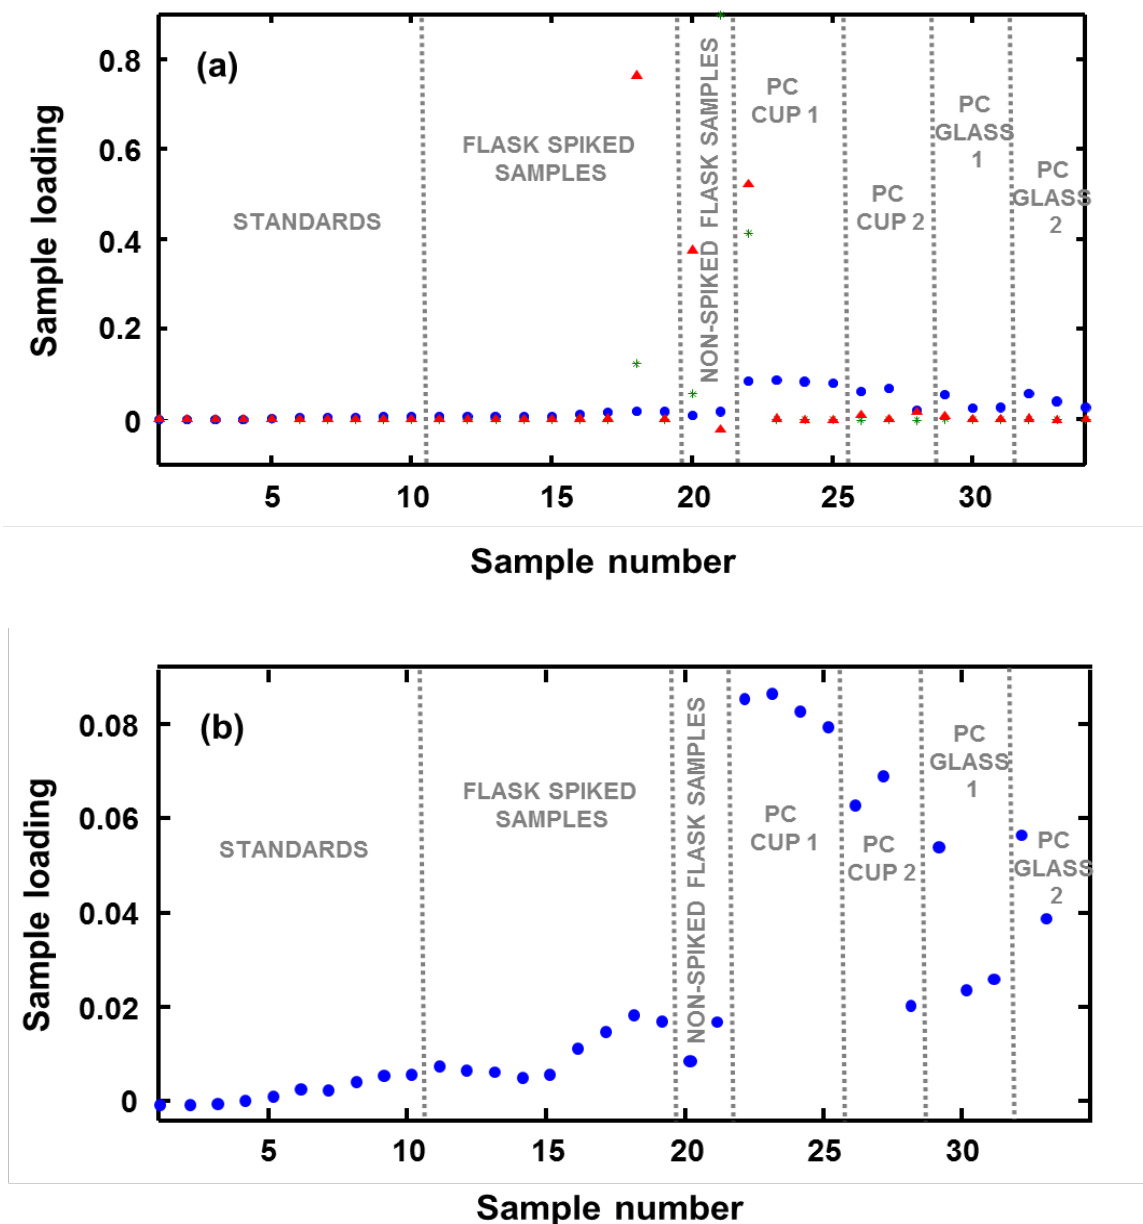 (a)
0.8
0.6
0.4
0.2
0
Sample loading
STANDARDS
FLASK SPIKED
SAMPLES
NON-SPIKED FLASK SAMPLES
PC
CUP 1
PC
CUP 2
PC
GLASS
1
PC
GLASS
2
5 10 15 20 25 30
Sample number
(b)
0.08
0.06
0.04
0.02
0
Sample loading
STANDARDS
FLASK SPIKED
SAMPLES
NON-SPIKED FLASK SAMPLES
PC
CUP 1
PC
CUP 2
PC
GLASS
1
PC
GLASS
2
5 10 15 20 25 30
Sample number